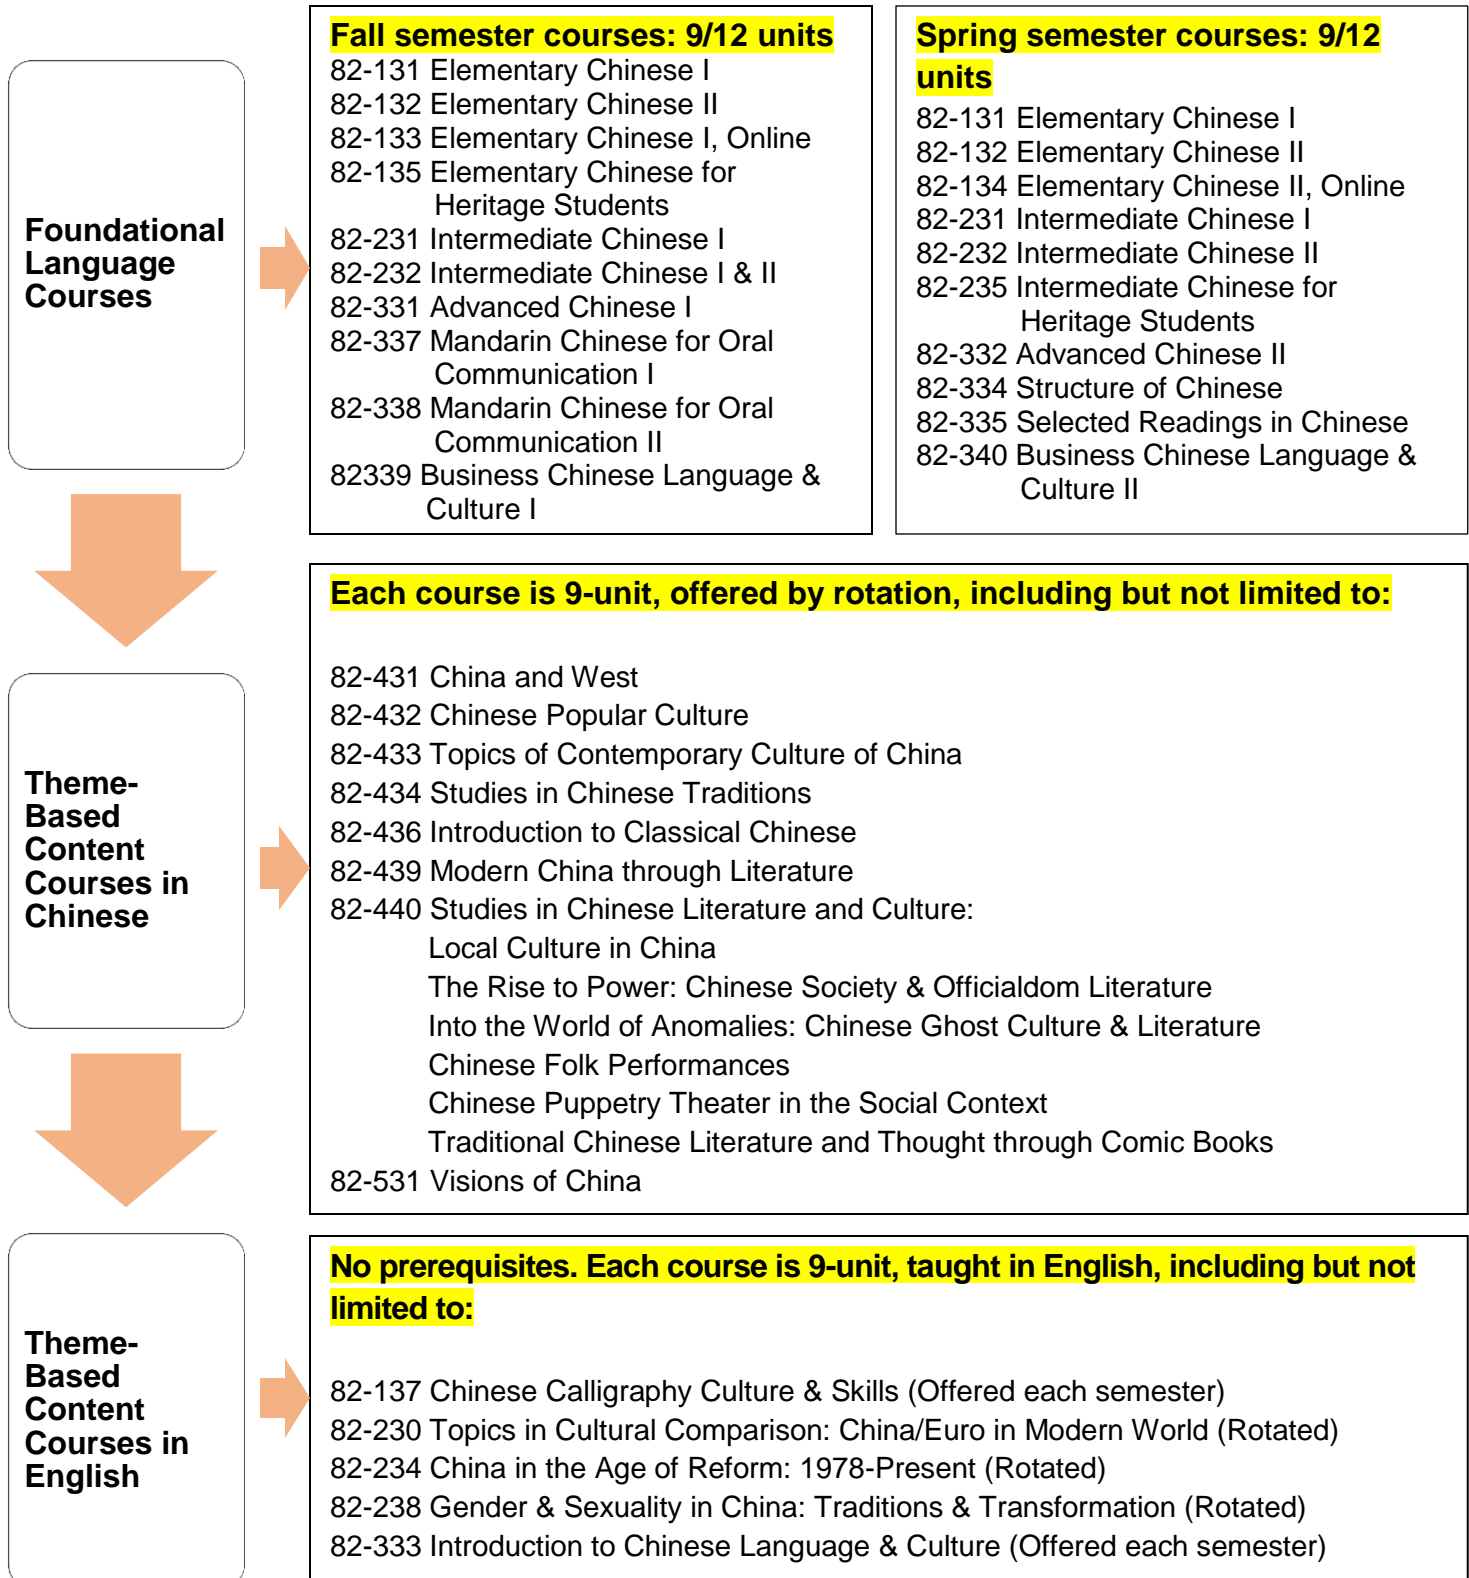 Foundational
Language
Courses
Fall semester courses: 9/12 units
82-131 Elementary Chinese I
82-132 Elementary Chinese II
82-133 Elementary Chinese I, Online
82-135 Elementary Chinese for
Heritage Students
82-231 Intermediate Chinese I
82-232 Intermediate Chinese I & II
82-331 Advanced Chinese I
82-337 Mandarin Chinese for Oral
Communication I
82-338 Mandarin Chinese for Oral
Communication II
82339 Business Chinese Language &
Culture I
Spring semester courses: 9/12
units
82-131 Elementary Chinese I
82-132 Elementary Chinese II
82-134 Elementary Chinese II, Online
82-231 Intermediate Chinese I
82-232 Intermediate Chinese II
82-235 Intermediate Chinese for
Heritage Students
82-332 Advanced Chinese II
82-334 Structure of Chinese
82-335 Selected Readings in Chinese
82-340 Business Chinese Language &
Culture II
Theme-
Based
Content
Courses in
Chinese
Each course is 9-unit, offered by rotation, including but not limited to:
82-431 China and West
82-432 Chinese Popular Culture
82-433 Topics of Contemporary Culture of China
82-434 Studies in Chinese Traditions
82-436 Introduction to Classical Chinese
82-439 Modern China through Literature
82-440 Studies in Chinese Literature and Culture:
Local Culture in China
The Rise to Power: Chinese Society & Officialdom Literature
Into the World of Anomalies: Chinese Ghost Culture & Literature
Chinese Folk Performances
Chinese Puppetry Theater in the Social Context
Traditional Chinese Literature and Thought through Comic Books
82-531 Visions of China
Theme-
Based
Content
Courses in
English
No prerequisites. Each course is 9-unit, taught in English, including but not
limited to:
82-137 Chinese Calligraphy Culture & Skills (Offered each semester)
82-230 Topics in Cultural Comparison: China/Euro in Modern World (Rotated)
82-234 China in the Age of Reform: 1978-Present (Rotated)
82-238 Gender & Sexuality in China: Traditions & Transformation (Rotated)
82-333 Introduction to Chinese Language & Culture (Offered each semester)